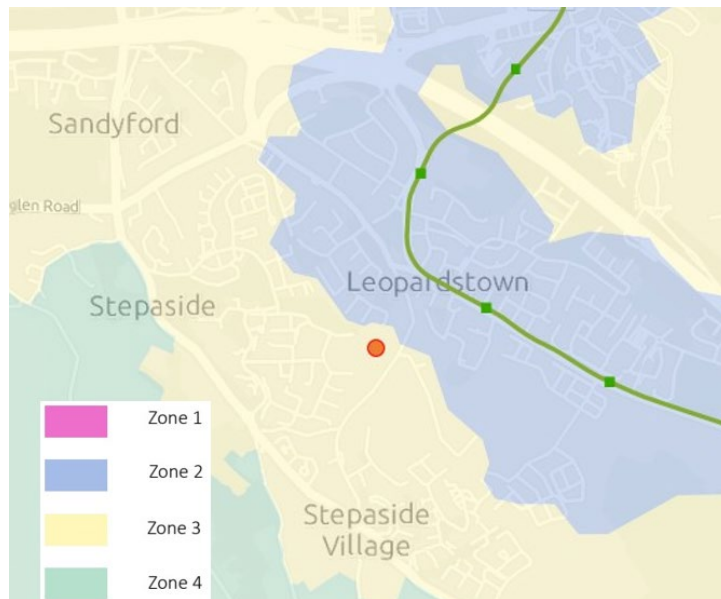 Sandyford
glen Road
Leopardstown
Stepaside
Zone 1
Zone 2
Zone 3
Zone 4
Stepaside
Village